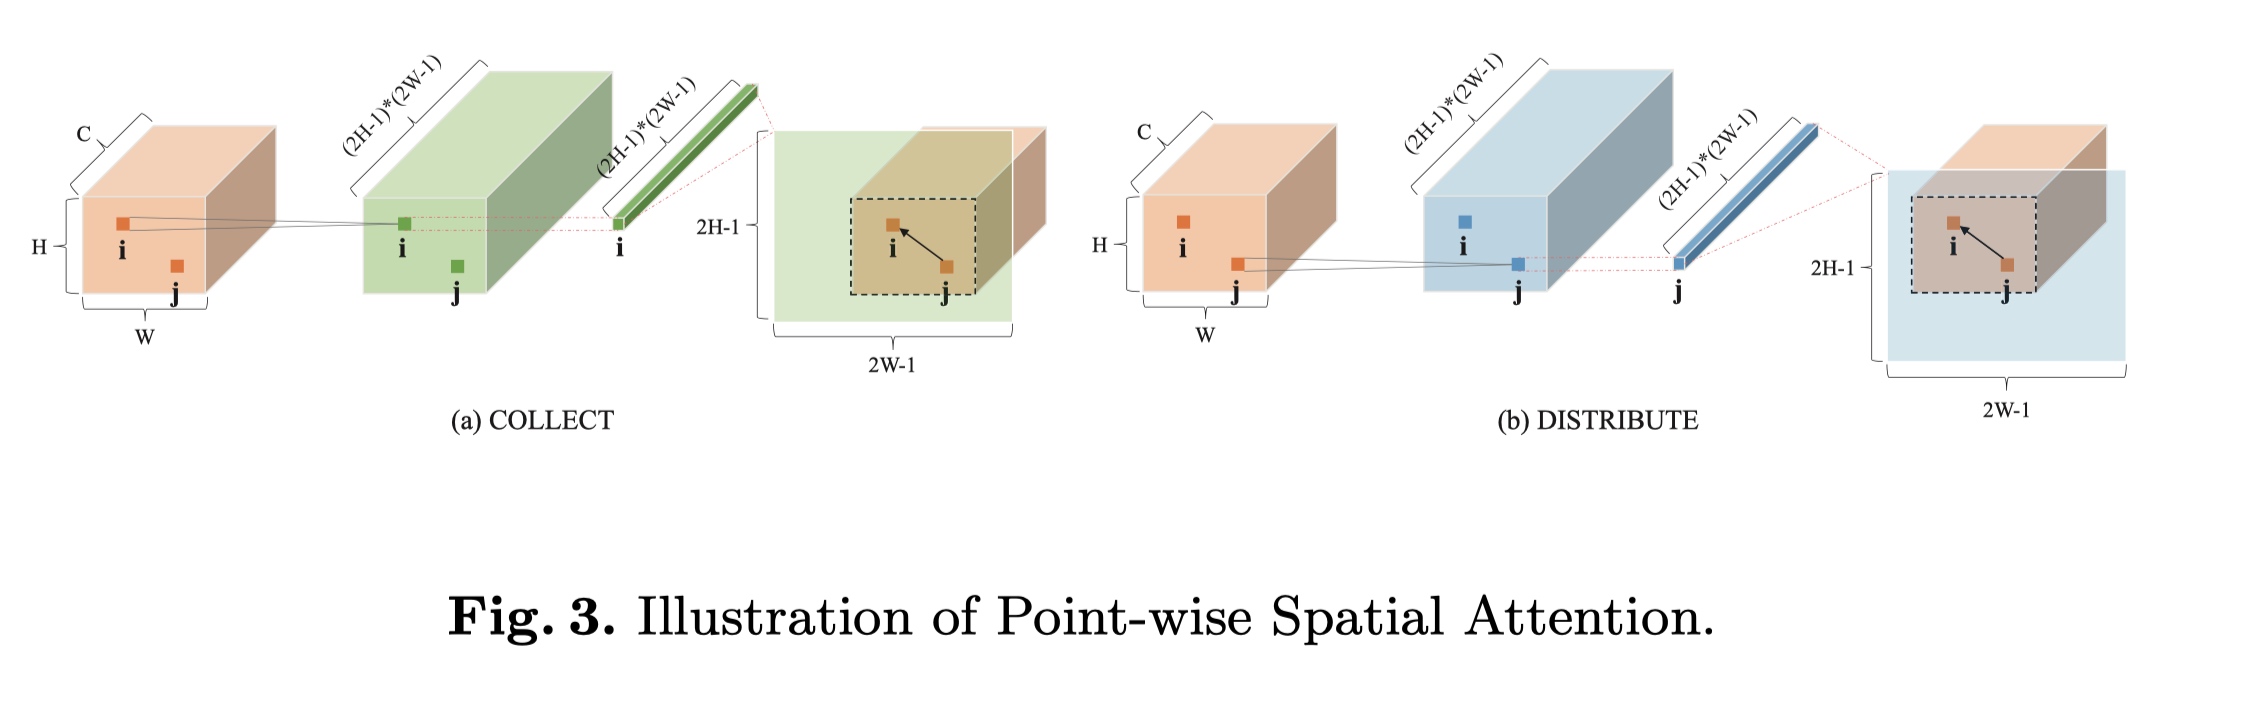 C
H
W
i
j
(2H-1)*(2W-1)
i
j
(2H-1)*(2W-1)
i
2H-1
2W-1
i
j
(a) COLLECT
C
H
W
i
j
(2H-1)*(2W-1)
i
j
(2H-1)*(2W-1)
j
2H-1
2W-1
i
j
(b) DISTRIBUTE
Fig. 3. Illustration of Point-wise Spatial Attention.